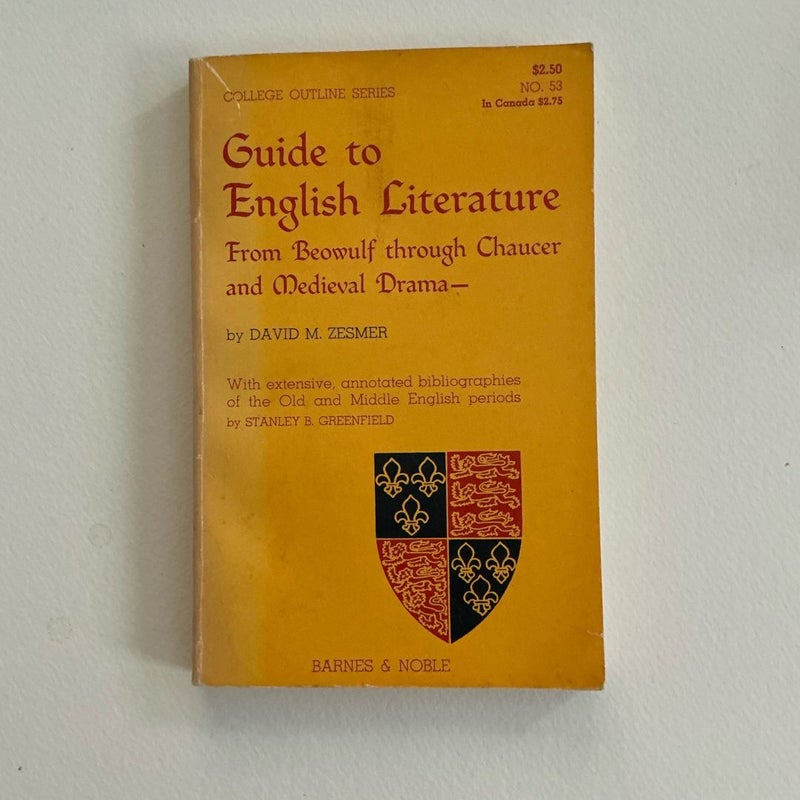 COLLEGE OUTLINE SERIES
$2.50
NO. 53
In Canada $2.75
Guide to
English Literature
From Beowulf through Chaucer
and Medieval Drama—
by DAVID M. ZESMER
With extensive, annotated bibliographies
of the Old and Middle English periods
by STANLEY B. GREENFIELD
BARNES & NOBLE